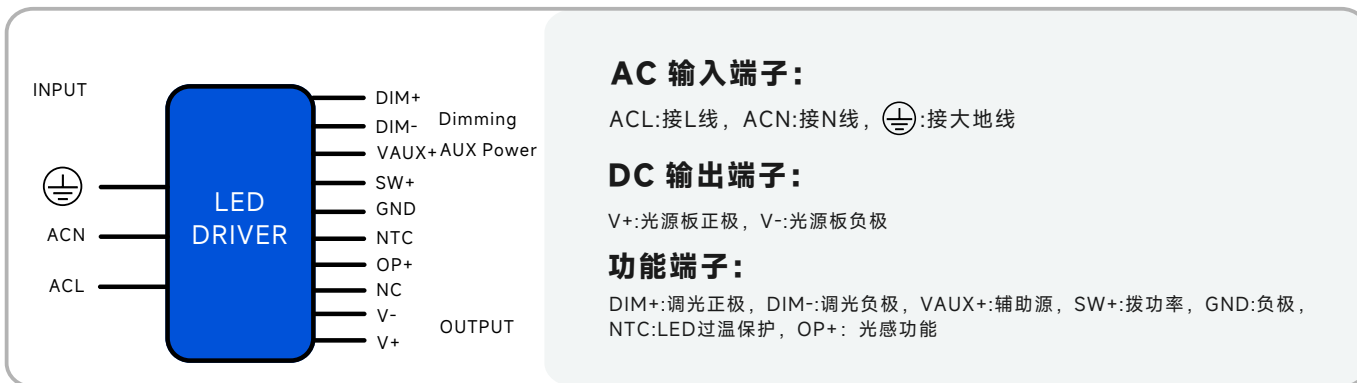 INPUT
ACN
ACL
LED
DRIVER
DIM+
DIM- Dimming
VAUX+ AUX Power
SW+
GND
NTC
OP+
NC
V-
OUTPUT
V+
AC 输入端子：
ACL:接L线，ACN:接N线，⏚:接大地线
DC 输出端子：
V+:光源板正极，V-:光源板负极
功能端子：
DIM+:调光正极，DIM-:调光负极，VAUX+:辅助源，SW+:拨功率，GND:负极，
NTC:LED过温保护，OP+：光感功能